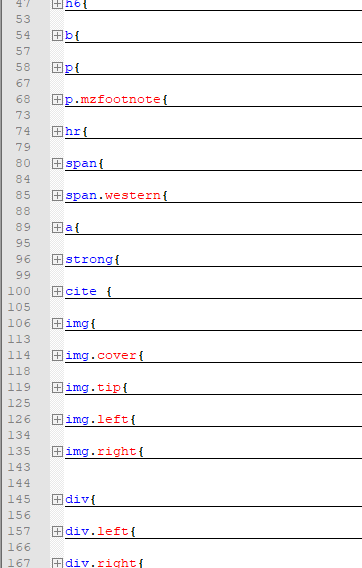 47 h6{
53
54 b{
57
58 p{
67
68 p.mzfootnote{
73
74 hr{
79
80 span{
84
85 span.western{
88
89 a{
95
96 strong{
99
100 cite {
105
106 img{
113
114 img.cover{
118
119 img.tip{
125
126 img.left{
134
135 img.right{
143
144
145 div{
156
157 div.left{
166
167 div.right{